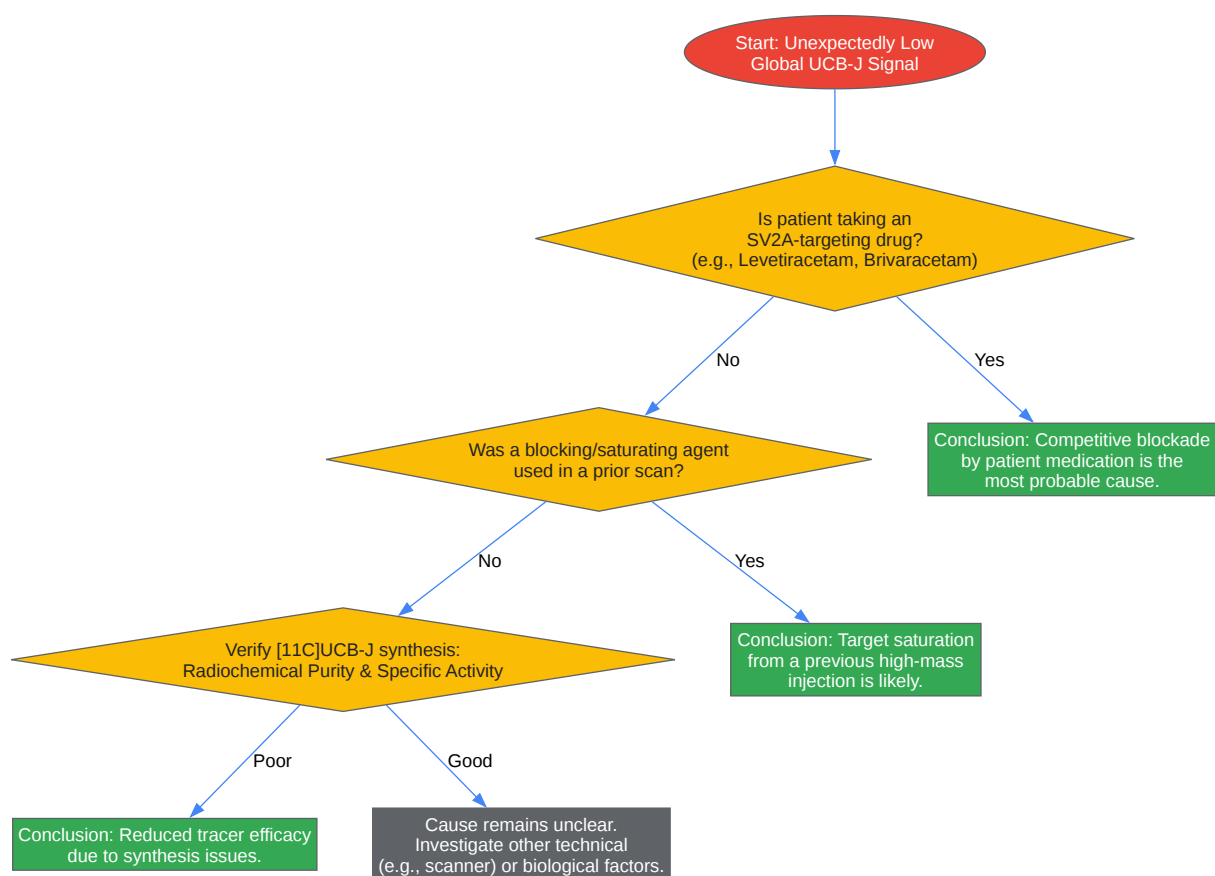 Start: Unexpectedly Low
Global UCB-J Signal
Is patient taking an
SV2A-targeting drug?
(e.g., Levetiracetam, Brivaracetam)
No
Yes
Was a blocking/saturating agent
used in a prior scan?
Conclusion: Competitive blockade
by patient medication is the
most probable cause.
No
Yes
Verify [11C]UCB-J synthesis:
Radiochemical Purity & Specific Activity
Conclusion: Target saturation
from a previous high-mass
injection is likely.
Poor
Good
Conclusion: Reduced tracer efficacy
due to synthesis issues.
Cause remains unclear.
Investigate other technical
(e.g., scanner) or biological factors.